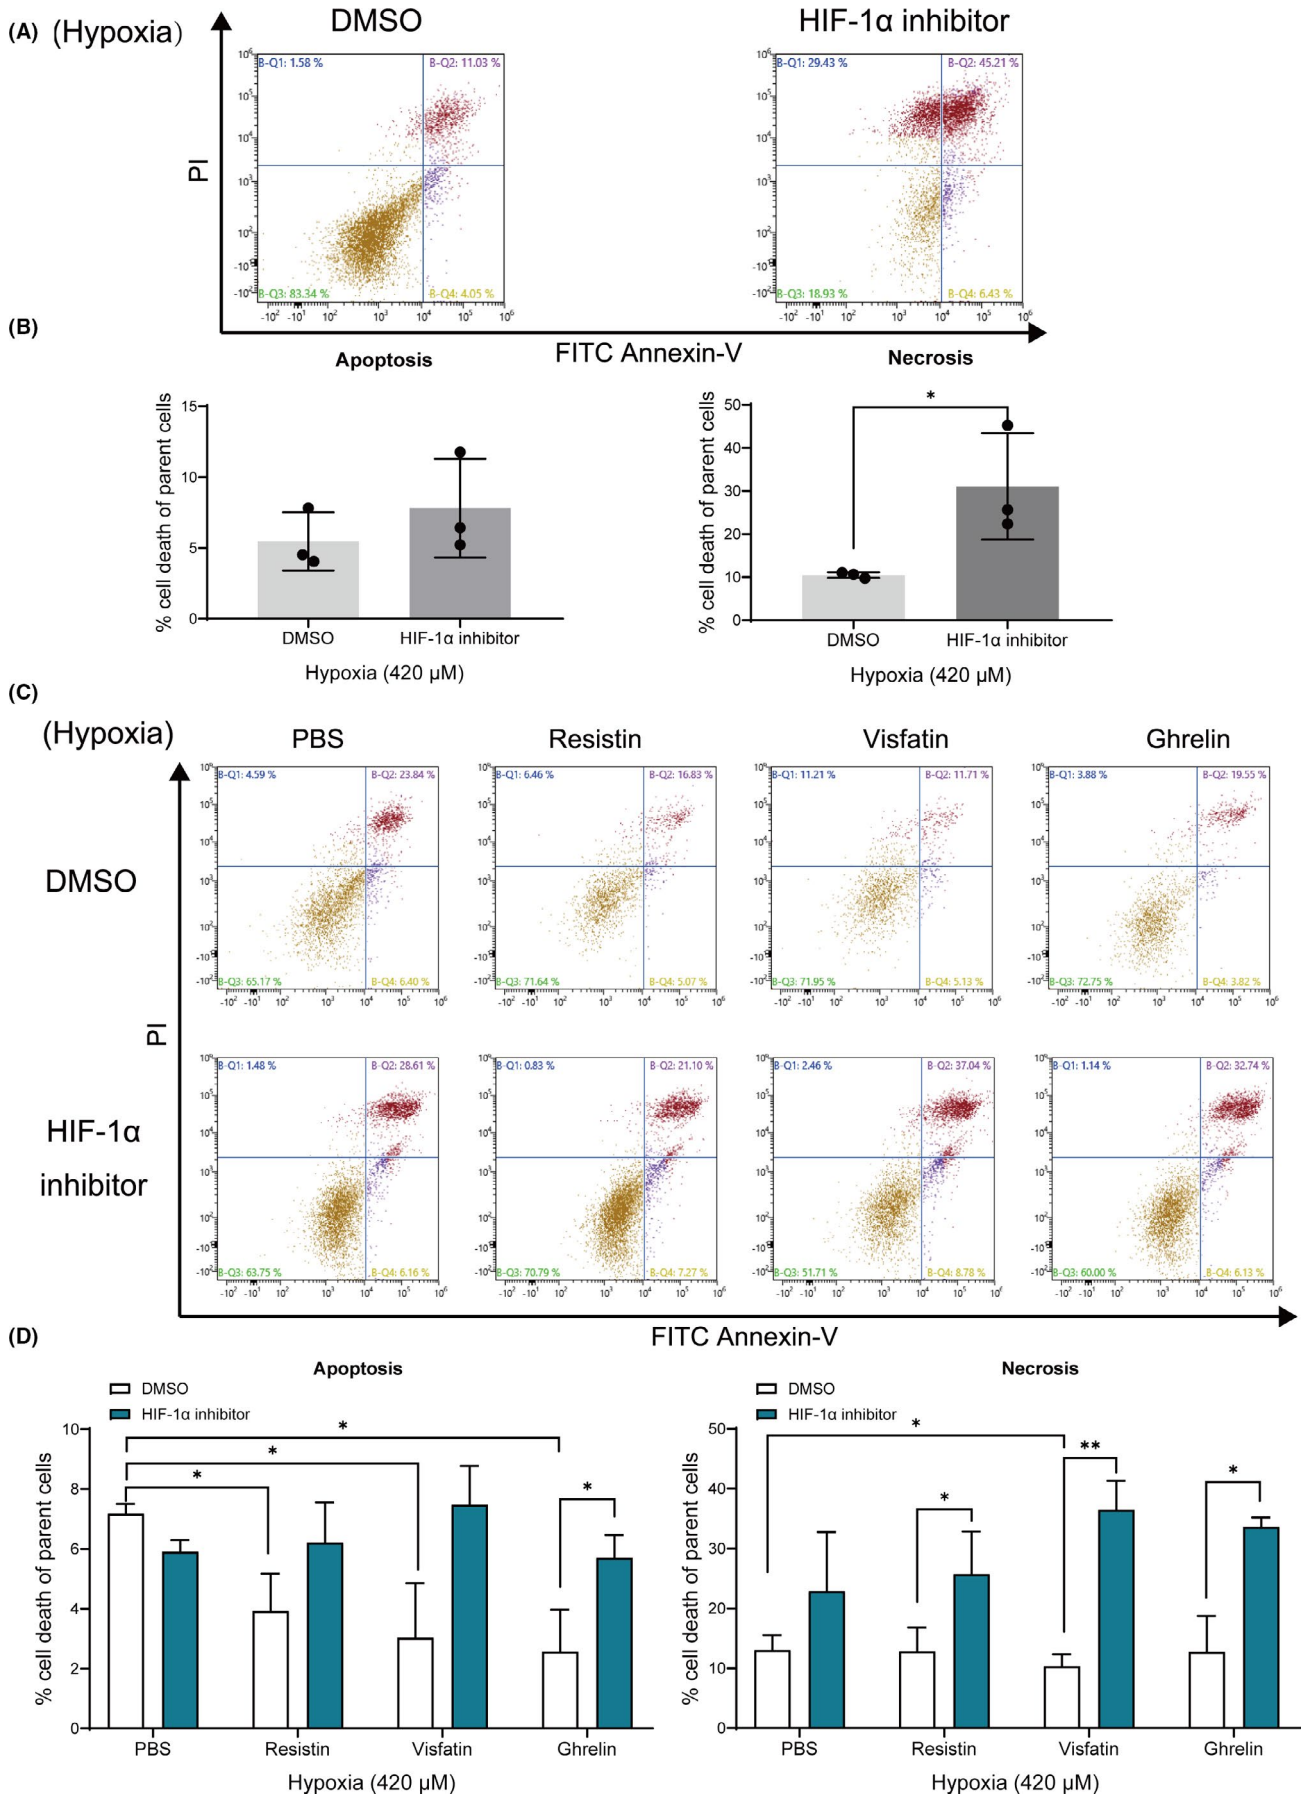 (A) (Hypoxia) DMSO HIF-1α inhibitor
B-Q1: 1.58 % B-Q2: 11.03 %
B-Q3: 83.34 % B-Q4: 4.05 %
B-Q1: 29.43 % B-Q2: 45.21 %
B-Q3: 18.93 % B-Q4: 6.43 %
PI
FITC Annexin-V
(B)
Apoptosis
% cell death of parent cells
15
10
5
0
DMSO HIF-1α inhibitor
Hypoxia (420 μM)
Necrosis
% cell death of parent cells
50
40
30
20
10
0
*
DMSO HIF-1α inhibitor
Hypoxia (420 μM)
(C)
(Hypoxia) PBS Resistin Visfatin Ghrelin
DMSO
B-Q1: 4.59 % B-Q2: 23.84 %
B-Q3: 65.17 % B-Q4: 6.40 %
B-Q1: 6.46 % B-Q2: 16.83 %
B-Q3: 71.64 % B-Q4: 5.07 %
B-Q1: 11.21 % B-Q2: 11.71 %
B-Q3: 71.95 % B-Q4: 5.13 %
B-Q1: 3.88 % B-Q2: 19.55 %
B-Q3: 72.75 % B-Q4: 3.82 %
PI
HIF-1α
inhibitor
B-Q1: 1.48 % B-Q2: 28.61 %
B-Q3: 63.75 % B-Q4: 6.16 %
B-Q1: 0.83 % B-Q2: 21.10 %
B-Q3: 70.79 % B-Q4: 7.27 %
B-Q1: 2.46 % B-Q2: 37.04 %
B-Q3: 51.71 % B-Q4: 8.78 %
B-Q1: 1.14 % B-Q2: 32.74 %
B-Q3: 60.00 % B-Q4: 6.13 %
FITC Annexin-V
(D)
Apoptosis
DMSO
HIF-1α inhibitor
% cell death of parent cells
10
8
6
4
2
0
* * * *
PBS Resistin Visfatin Ghrelin
Hypoxia (420 μM)
Necrosis
DMSO
HIF-1α inhibitor
% cell death of parent cells
50
40
30
20
10
0
* * ** *
PBS Resistin Visfatin Ghrelin
Hypoxia (420 μM)